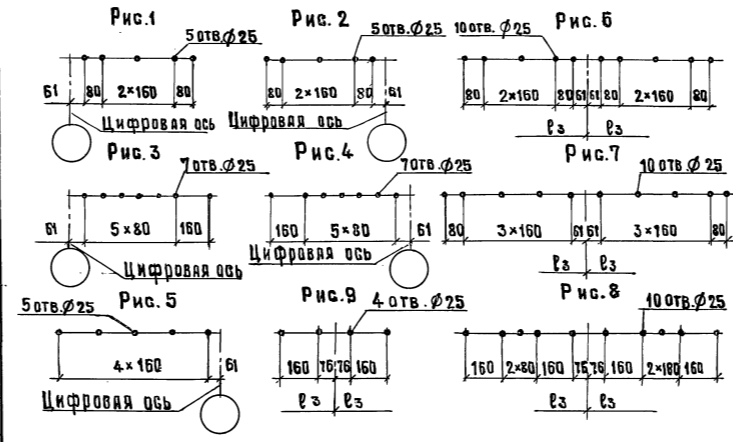 Рис.1 Рис. 2 Рис. 6
5 отв. Ø 25 5 отв. Ø 25 10 отв. Ø 25
61 80 2×160 80 80 2×160 80 61 80 2×160 80 61 61 80 2×160 80
Цифровая ось Цифровая ось ℓз ℓз
Рис. 3 Рис. 4 Рис. 7
7 отв. Ø 25 7 отв. Ø 25 10 отв. Ø 25
61 5×80 160 160 5×80 61 80 3×160 61 61 3×160 80
Цифровая ось Цифровая ось ℓз ℓз
Рис. 5 Рис. 9 Рис. 8
5 отв. Ø 25 4 отв. Ø 25 10 отв. Ø 25
4×160 61 160 76 76 160 160 2×80 160 76 76 160 2×180 160
Цифровая ось ℓз ℓз ℓз ℓз